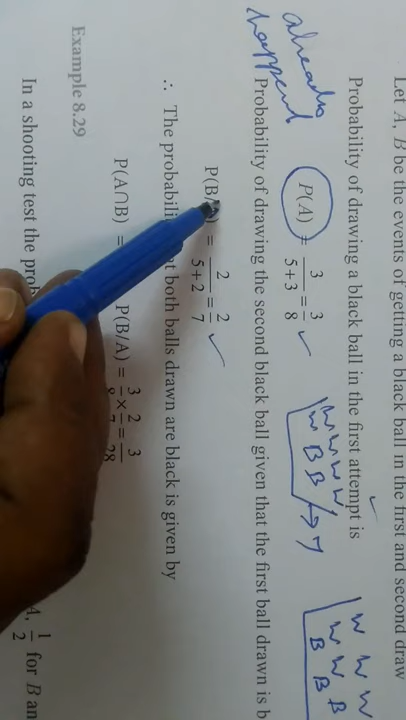 Let A, B be the events of getting a black ball in the first and second draw
Probability of drawing a black ball in the first attempt is
already
happened
P(A) = 3/(5+3) = 3/8
W W W W
W B B → 7
W W W
W W B
B B
Probability of drawing the second black ball given that the first ball drawn is b
P(B/ = 2/(5+2) = 2/7
∴ The probabili t both balls drawn are black is given by
P(A∩B) = P(B/A) = 3/8 × 2/7 = 3/28
Example 8.29
In a shooting test the prob A, 1/2 for B an